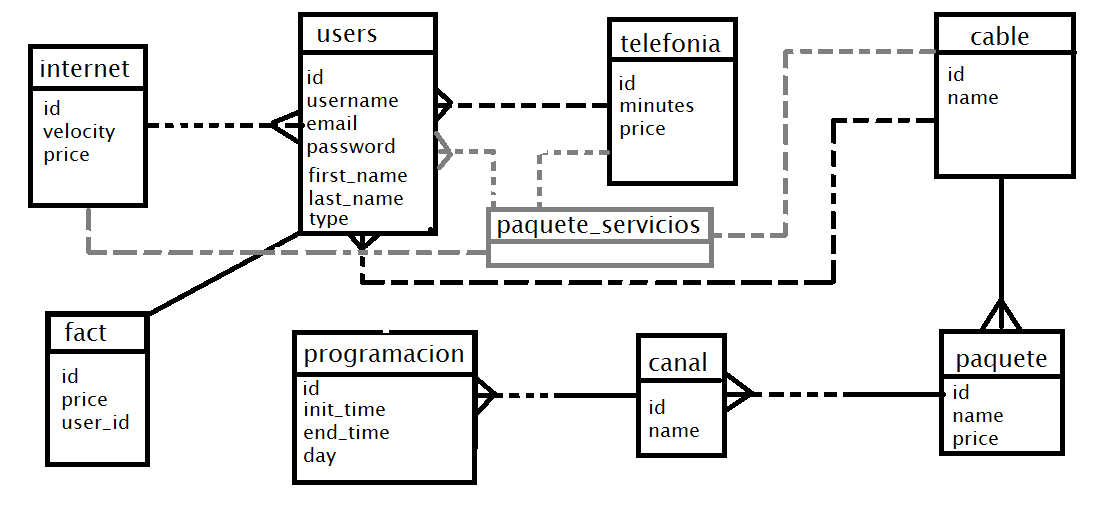 users
id
username
email
password
first_name
last_name
type
internet
id
velocity
price
telefonia
id
minutes
price
cable
id
name
paquete_servicios
fact
id
price
user_id
programacion
id
init_time
end_time
day
canal
id
name
paquete
id
name
price